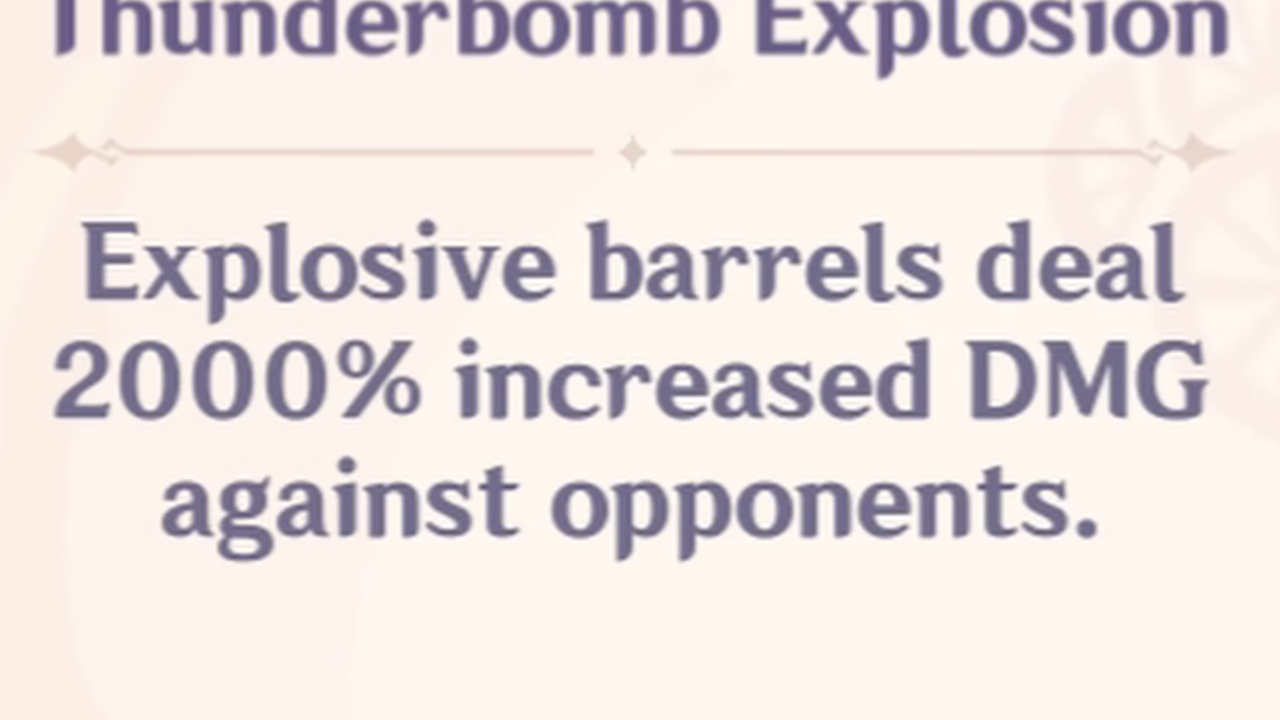 Thunderbomb Explosion
Explosive barrels deal
2000% increased DMG
against opponents.